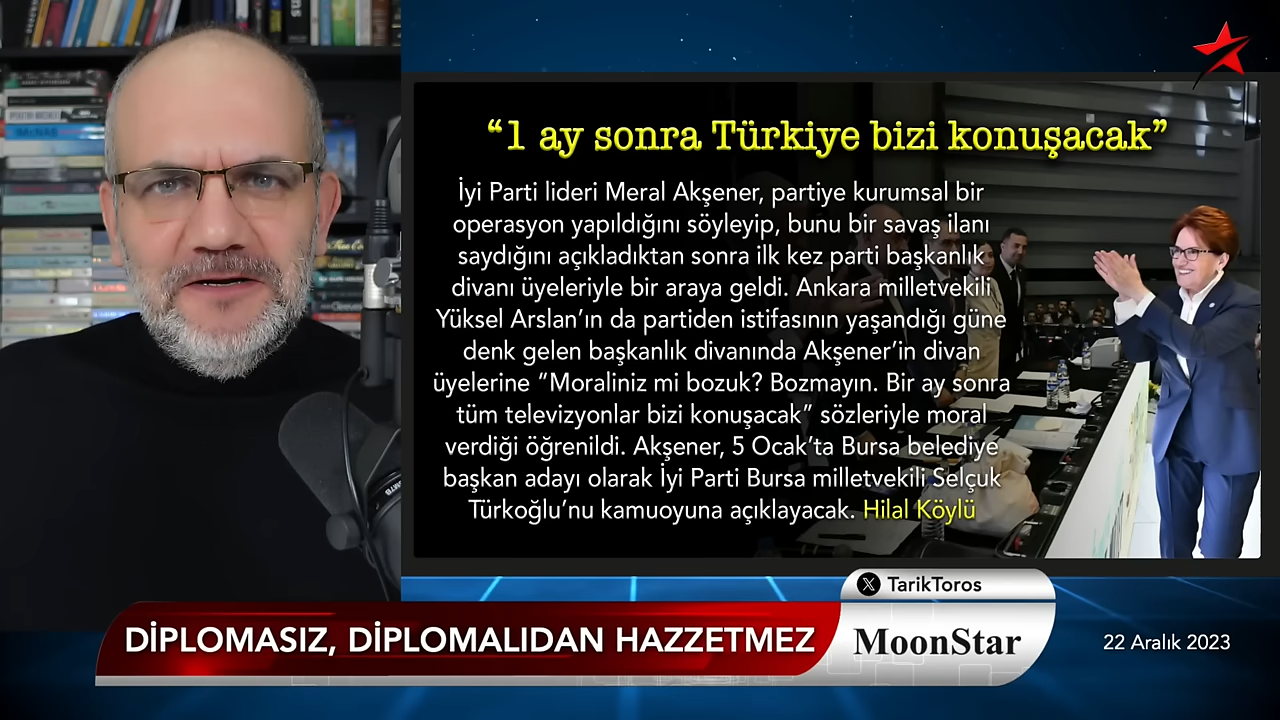 “1 ay sonra Türkiye bizi konuşacak”
İyi Parti lideri Meral Akşener, partiye kurumsal bir
operasyon yapıldığını söyleyip, bunu bir savaş ilanı
saydığını açıkladıktan sonra ilk kez parti başkanlık
divanı üyeleriyle bir araya geldi. Ankara milletvekili
Yüksel Arslan’ın da partiden istifasının yaşandığı güne
denk gelen başkanlık divanında Akşener’in divan
üyelerine “Moraliniz mi bozuk? Bozmayın. Bir ay sonra
tüm televizyonlar bizi konuşacak” sözleriyle moral
verdiği öğrenildi. Akşener, 5 Ocak’ta Bursa belediye
başkan adayı olarak İyi Parti Bursa milletvekili Selçuk
Türkoğlu’nu kamuoyuna açıklayacak. Hilal Köylü
X TarikToros
DİPLOMASIZ, DİPLOMALIDAN HAZZETMEZ
MoonStar
22 Aralık 2023